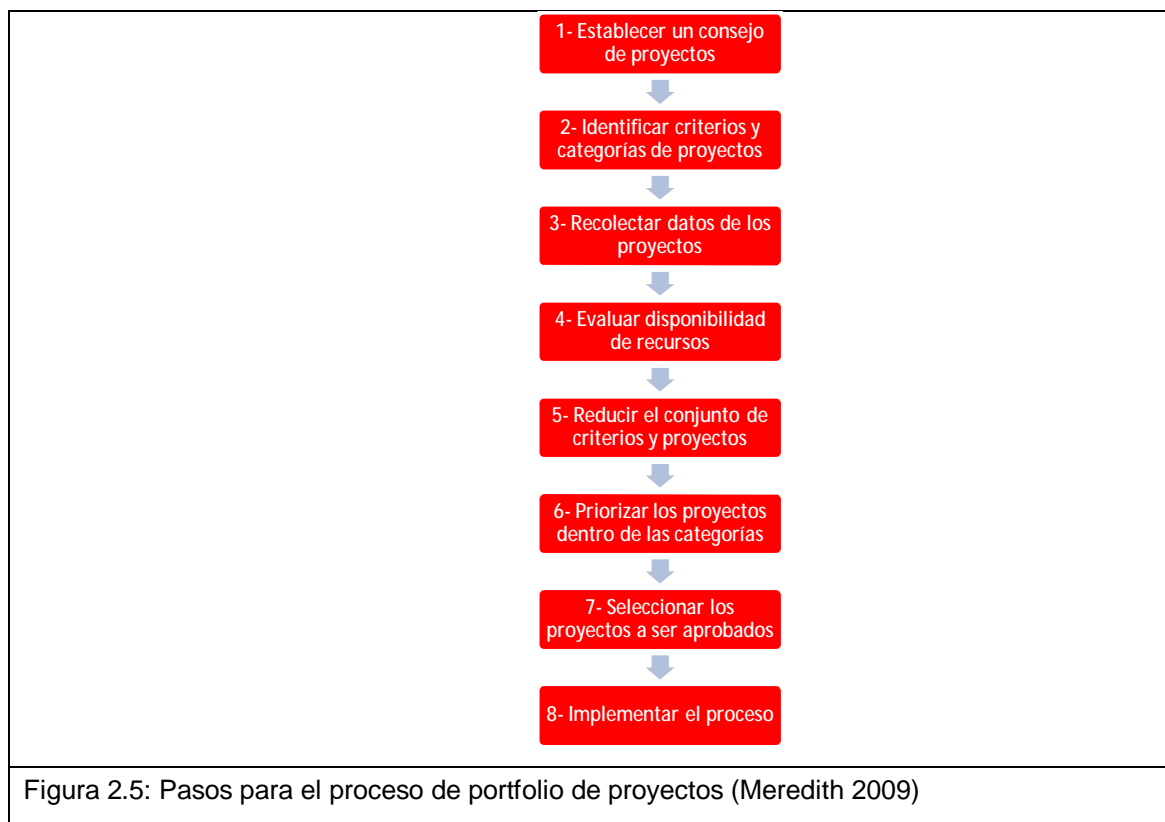 1- Establecer un consejo
de proyectos
2- Identificar criterios y
categorías de proyectos
3- Recolectar datos de los
proyectos
4- Evaluar disponibilidad
de recursos
5- Reducir el conjunto de
criterios y proyectos
6- Priorizar los proyectos
dentro de las categorías
7- Seleccionar los
proyectos a ser aprobados
8- Implementar el proceso
Figura 2.5: Pasos para el proceso de portfolio de proyectos (Meredith 2009)